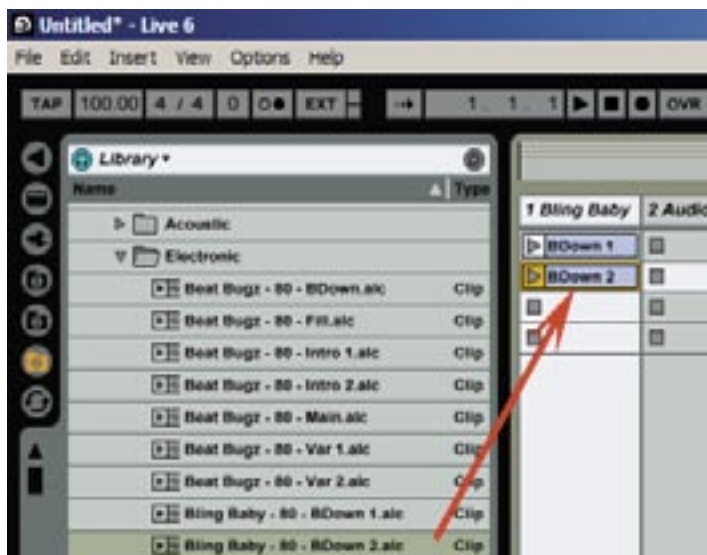 Untitled* - Live 6
File Edit Insert View Options Help
TAP 100.00 4 / 4 0 EXT 1. 1. 1 OVR
Library
Name Type
1 Bling Baby 2 Audio
Acoustic
BDown 1
Electronic
BDown 2
Beat Bugz - 80 - BDown.alc Clip
Beat Bugz - 80 - Fill.alc Clip
Beat Bugz - 80 - Intro 1.alc Clip
Beat Bugz - 80 - Intro 2.alc Clip
Beat Bugz - 80 - Main.alc Clip
Beat Bugz - 80 - Var 1.alc Clip
Beat Bugz - 80 - Var 2.alc Clip
Bling Baby - 80 - BDown 1.alc Clip
Bling Baby - 80 - BDown 2.alc Clip